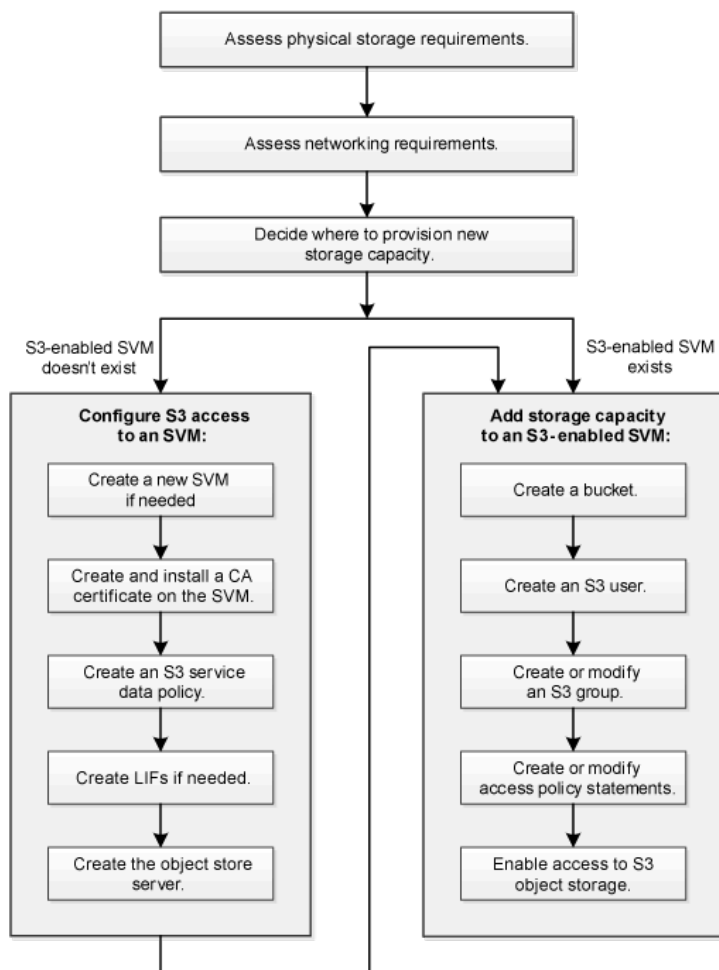 Assess physical storage requirements.
Assess networking requirements.
Decide where to provision new
storage capacity.
S3-enabled SVM
doesn't exist
S3-enabled SVM
exists
Configure S3 access
to an SVM:
Create a new SVM
if needed
Create and install a CA
certificate on the SVM.
Create an S3 service
data policy.
Create LIFs if needed.
Create the object store
server.
Add storage capacity
to an S3-enabled SVM:
Create a bucket.
Create an S3 user.
Create or modify
an S3 group.
Create or modify
access policy statements.
Enable access to S3
object storage.